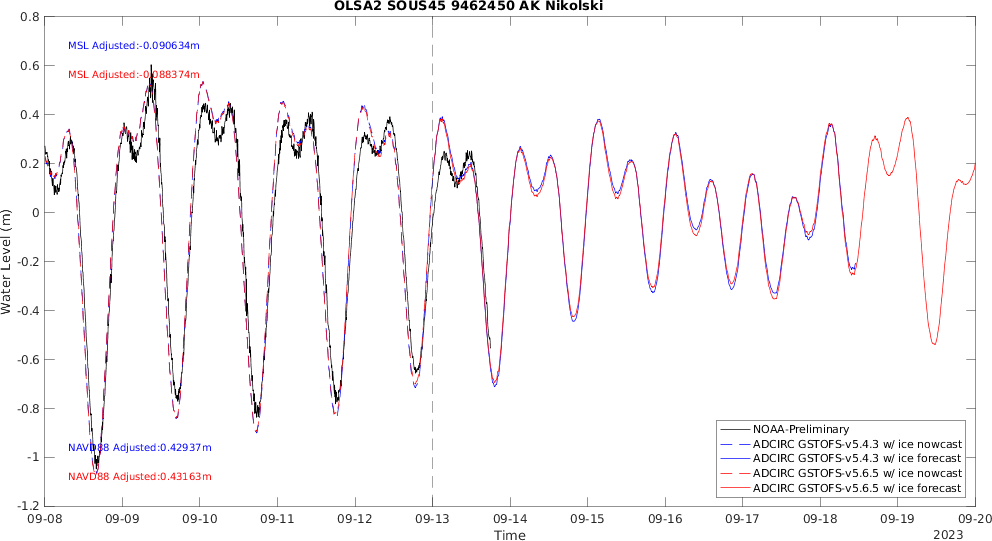 OLSA2 SOUS45 9462450 AK Nikolski
MSL Adjusted:-0.090634m
MSL Adjusted:-0.088374m
NAVD88 Adjusted:0.42937m
NAVD88 Adjusted:0.43163m
Water Level (m)
0.8
0.6
0.4
0.2
0
-0.2
-0.4
-0.6
-0.8
-1
-1.2
NOAA-Preliminary
ADCIRC GSTOFS-v5.4.3 w/ ice nowcast
ADCIRC GSTOFS-v5.4.3 w/ ice forecast
ADCIRC GSTOFS-v5.6.5 w/ ice nowcast
ADCIRC GSTOFS-v5.6.5 w/ ice forecast
09-08 09-09 09-10 09-11 09-12 09-13 09-14 09-15 09-16 09-17 09-18 09-19 09-20
Time
2023